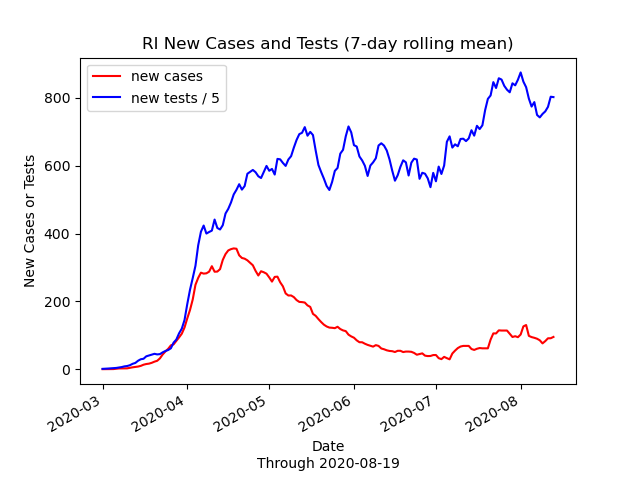 RI New Cases and Tests (7-day rolling mean)
new cases
new tests / 5
New Cases or Tests
800
600
400
200
0
2020-03
2020-04
2020-05
2020-06
2020-07
2020-08
Date
Through 2020-08-19